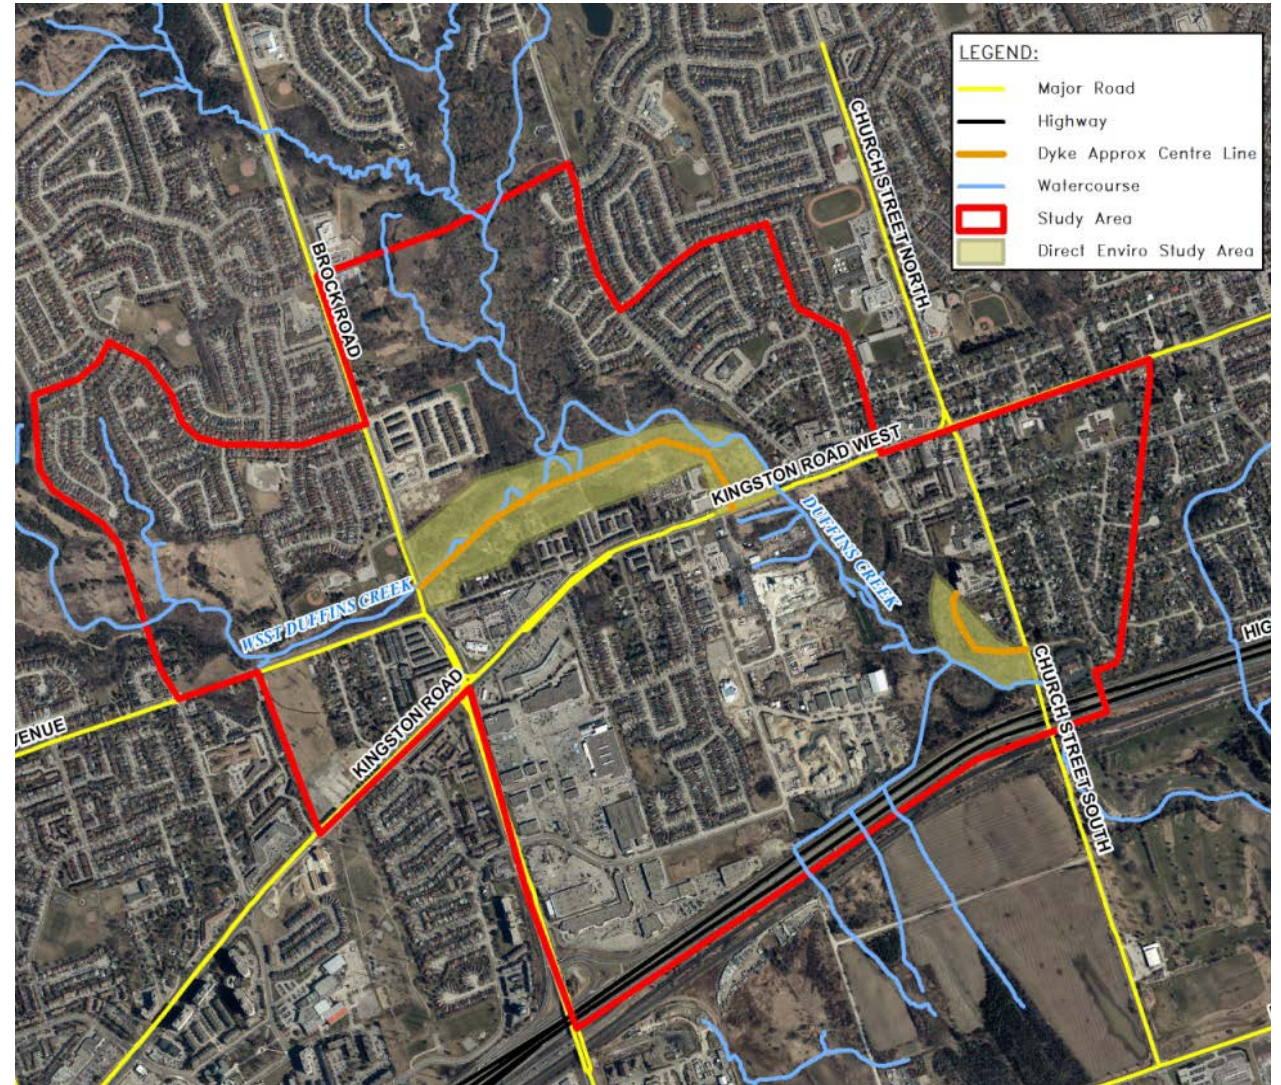 LEGEND:
Major Road
Highway
Dyke Approx Centre Line
Watercourse
Study Area
Direct Enviro Study Area
CHURCH STREET NORTH
BROCK ROAD
KINGSTON ROAD WEST
DUFFINS CREEK
WSST DUFFINS CREEK
HIG
KINGSTON ROAD
VENUE
CHURCH STREET SOUTH